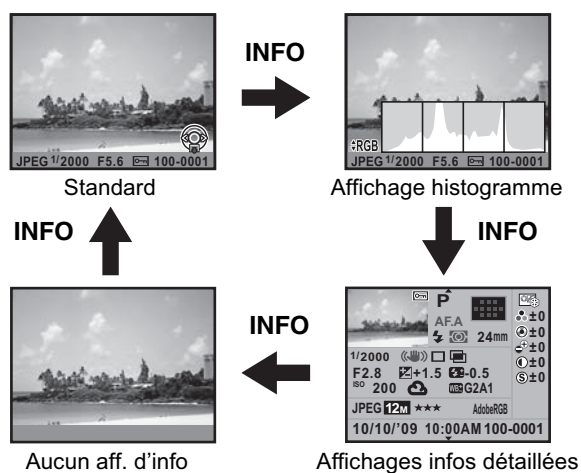 INFO
JPEG 1/2000 F5.6 100-0001
Standard
RGB
JPEG 1/2000 F5.6 100-0001
Affichage histogramme
INFO
INFO
INFO
Aucun aff. d'info
P
AF.A
24mm
±0
±0
±0
±0
S ±0
1/2000
F2.8 +1.5 -0.5
ISO 200 WB± G2A1
JPEG 12M ★★★ AdobeRGB
10/10/'09 10:00AM 100-0001
Affichages infos détaillées